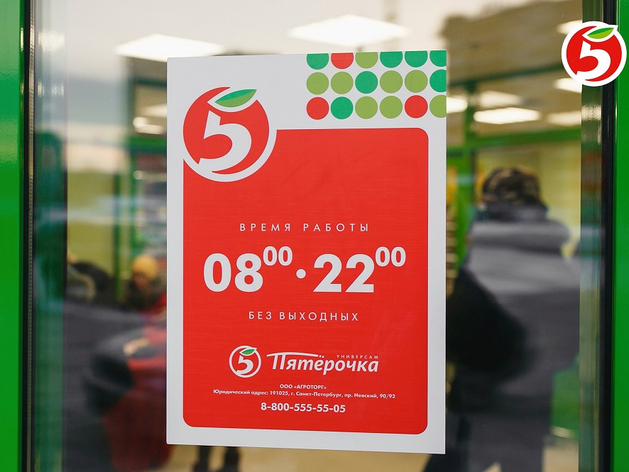 5
5
ВРЕМЯ РАБОТЫ
08⁰⁰·22⁰⁰
БЕЗ ВЫХОДНЫХ
УНИВЕРСАМ
5 Пятёрочка
ООО «АГРОТОРГ»
Юридический адрес: 191025, г. Санкт-Петербург, пр. Невский, 90/92
8-800-555-55-05